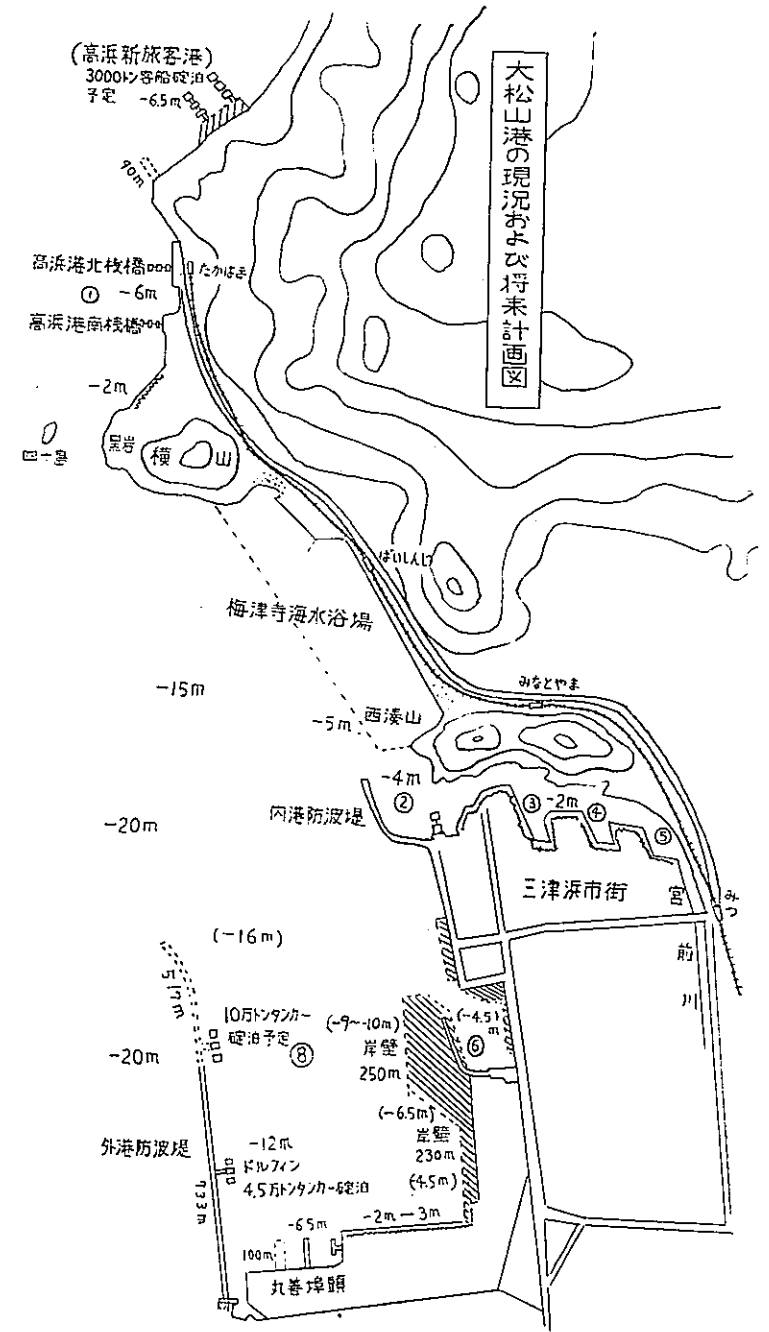 大松山港の現況および将来計画図
(高浜新旅客港)
3000トン客船碇泊
予定 -6.5m
90m
高浜港北桟橋
たかはま
① -6m
高浜港南桟橋
-2m
黒岩
横山
四十島
ばいしんじ
梅津寺海水浴場
-15m
みなとやま
-5m
西湊山
-4m
②
③ -2m ④
⑤
内港防波堤
-20m
三津浜市街
宮前川
みつ
(-16m)
517m
10万トンタンカー
碇泊予定
⑧
(-9～-10m)
岸壁
250m
(-4.5)
m
⑥
-20m
(-6.5m)
岸壁
230m
(4.5m)
外港防波堤
-12m
ドルフィン
4.5万トンタンカー碇泊
933m
-65m
-2m-3m
100m
丸善埠頭